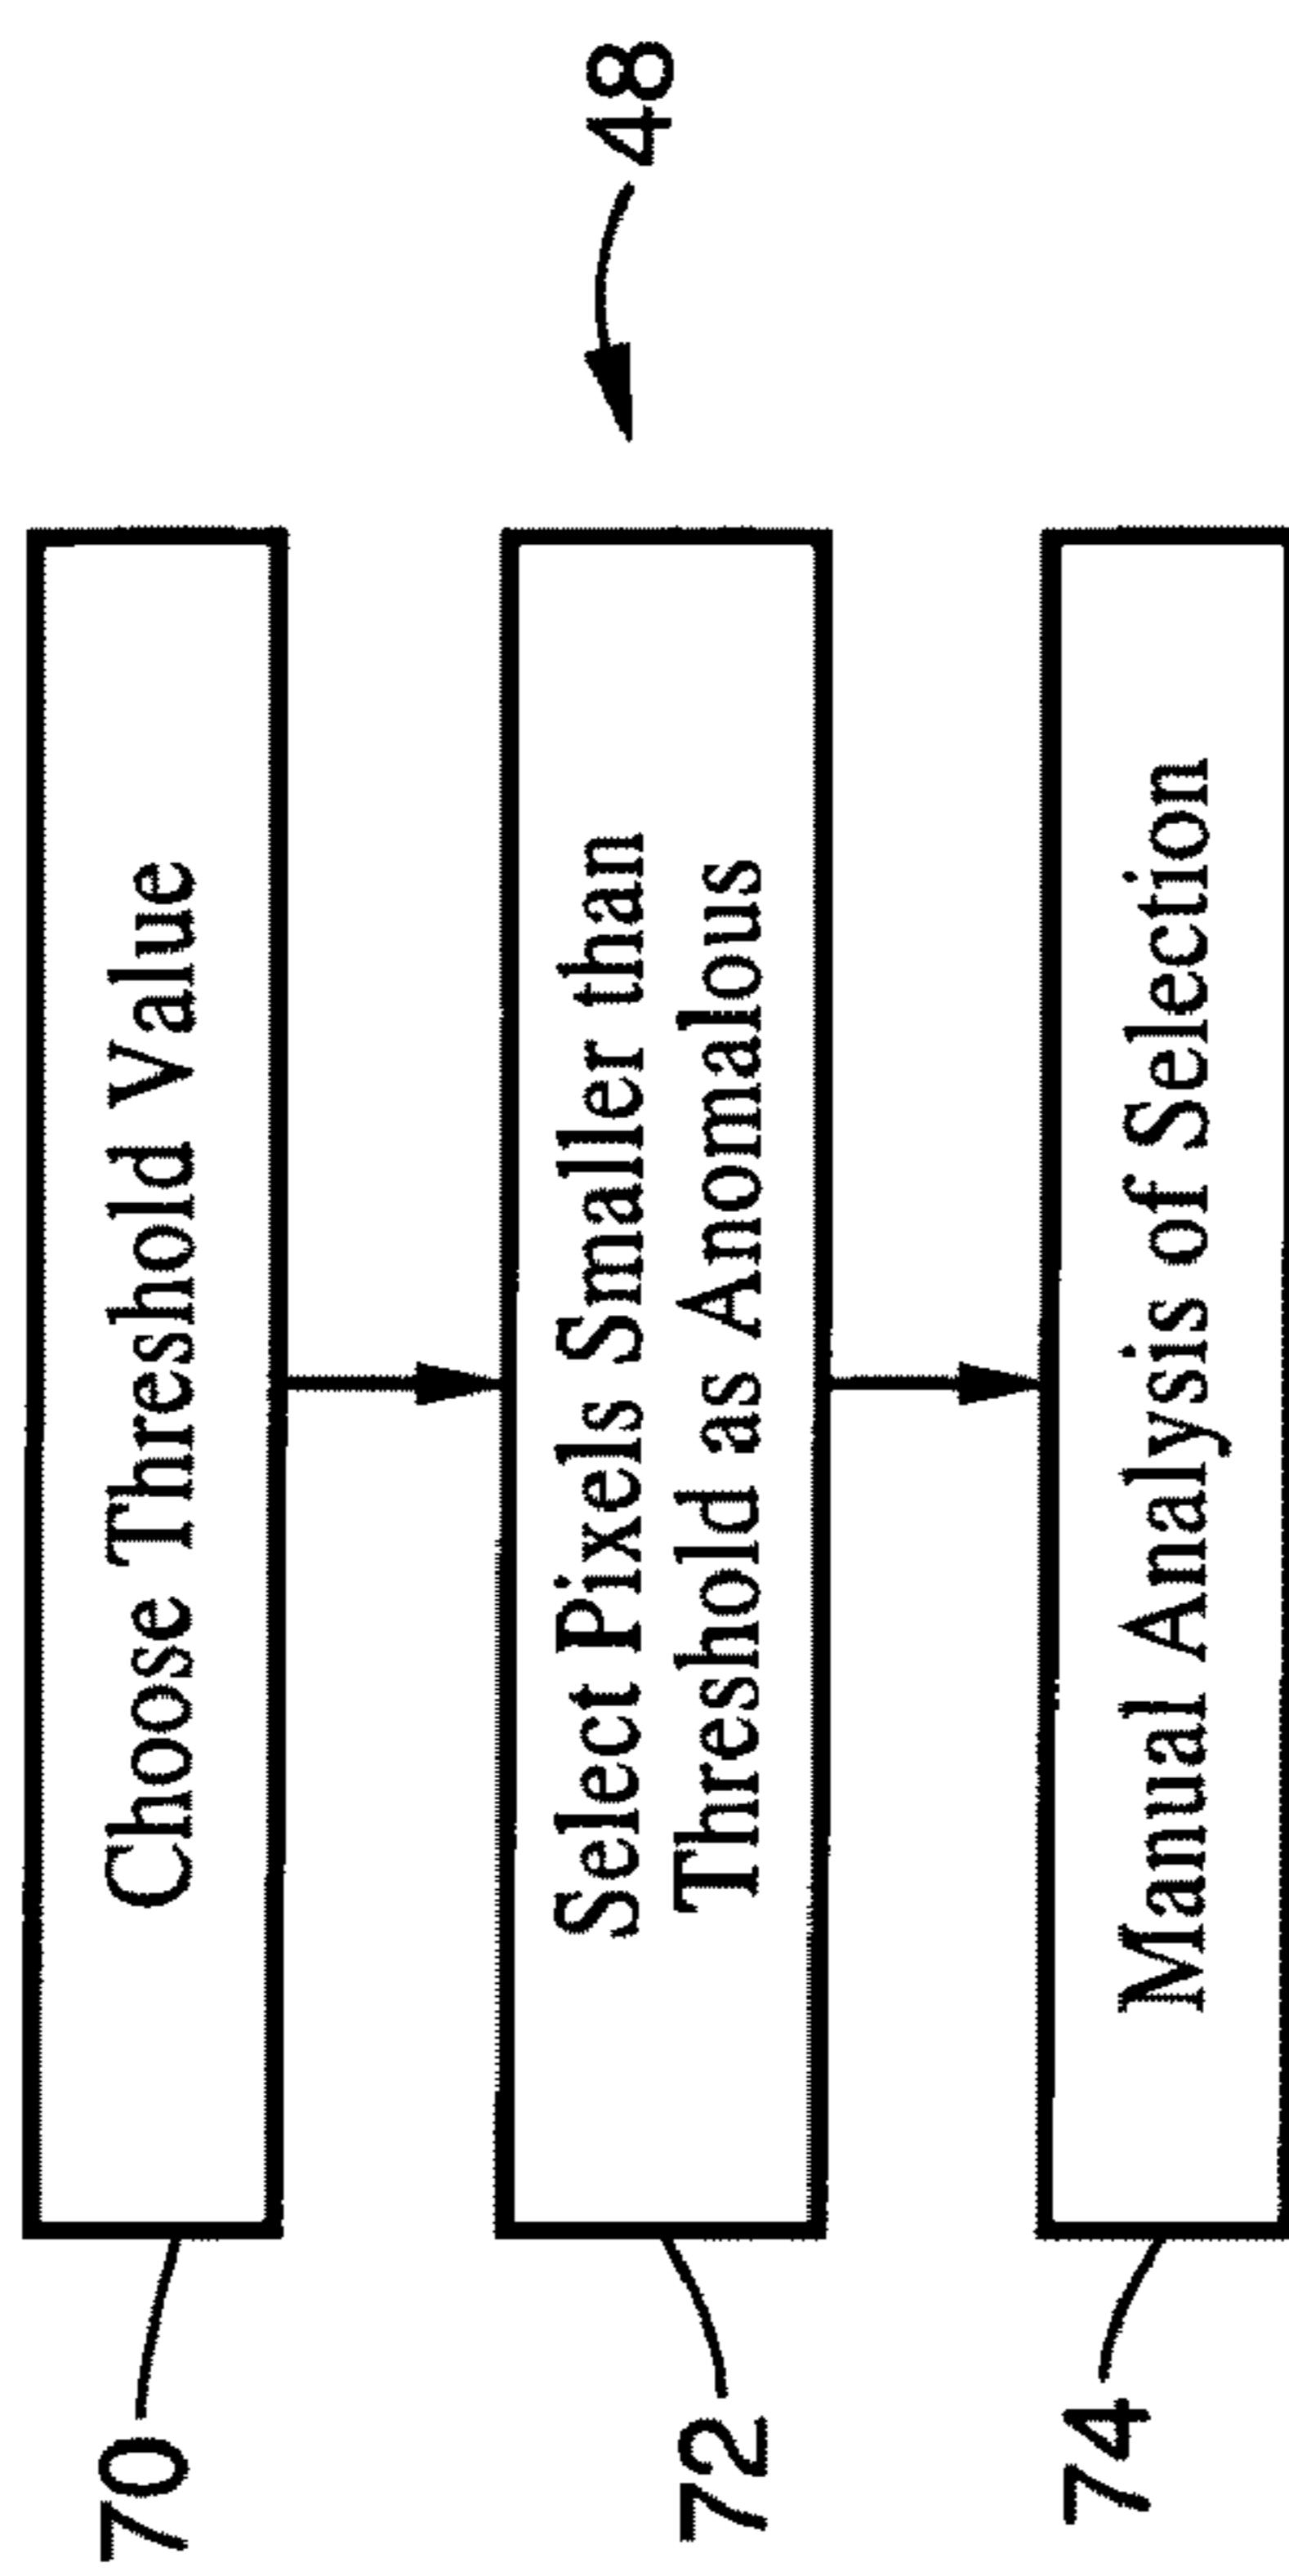 70
Choose Threshold Value
72
Select Pixels Smaller than
Threshold as Anomalous
48
74
Manual Analysis of Selection